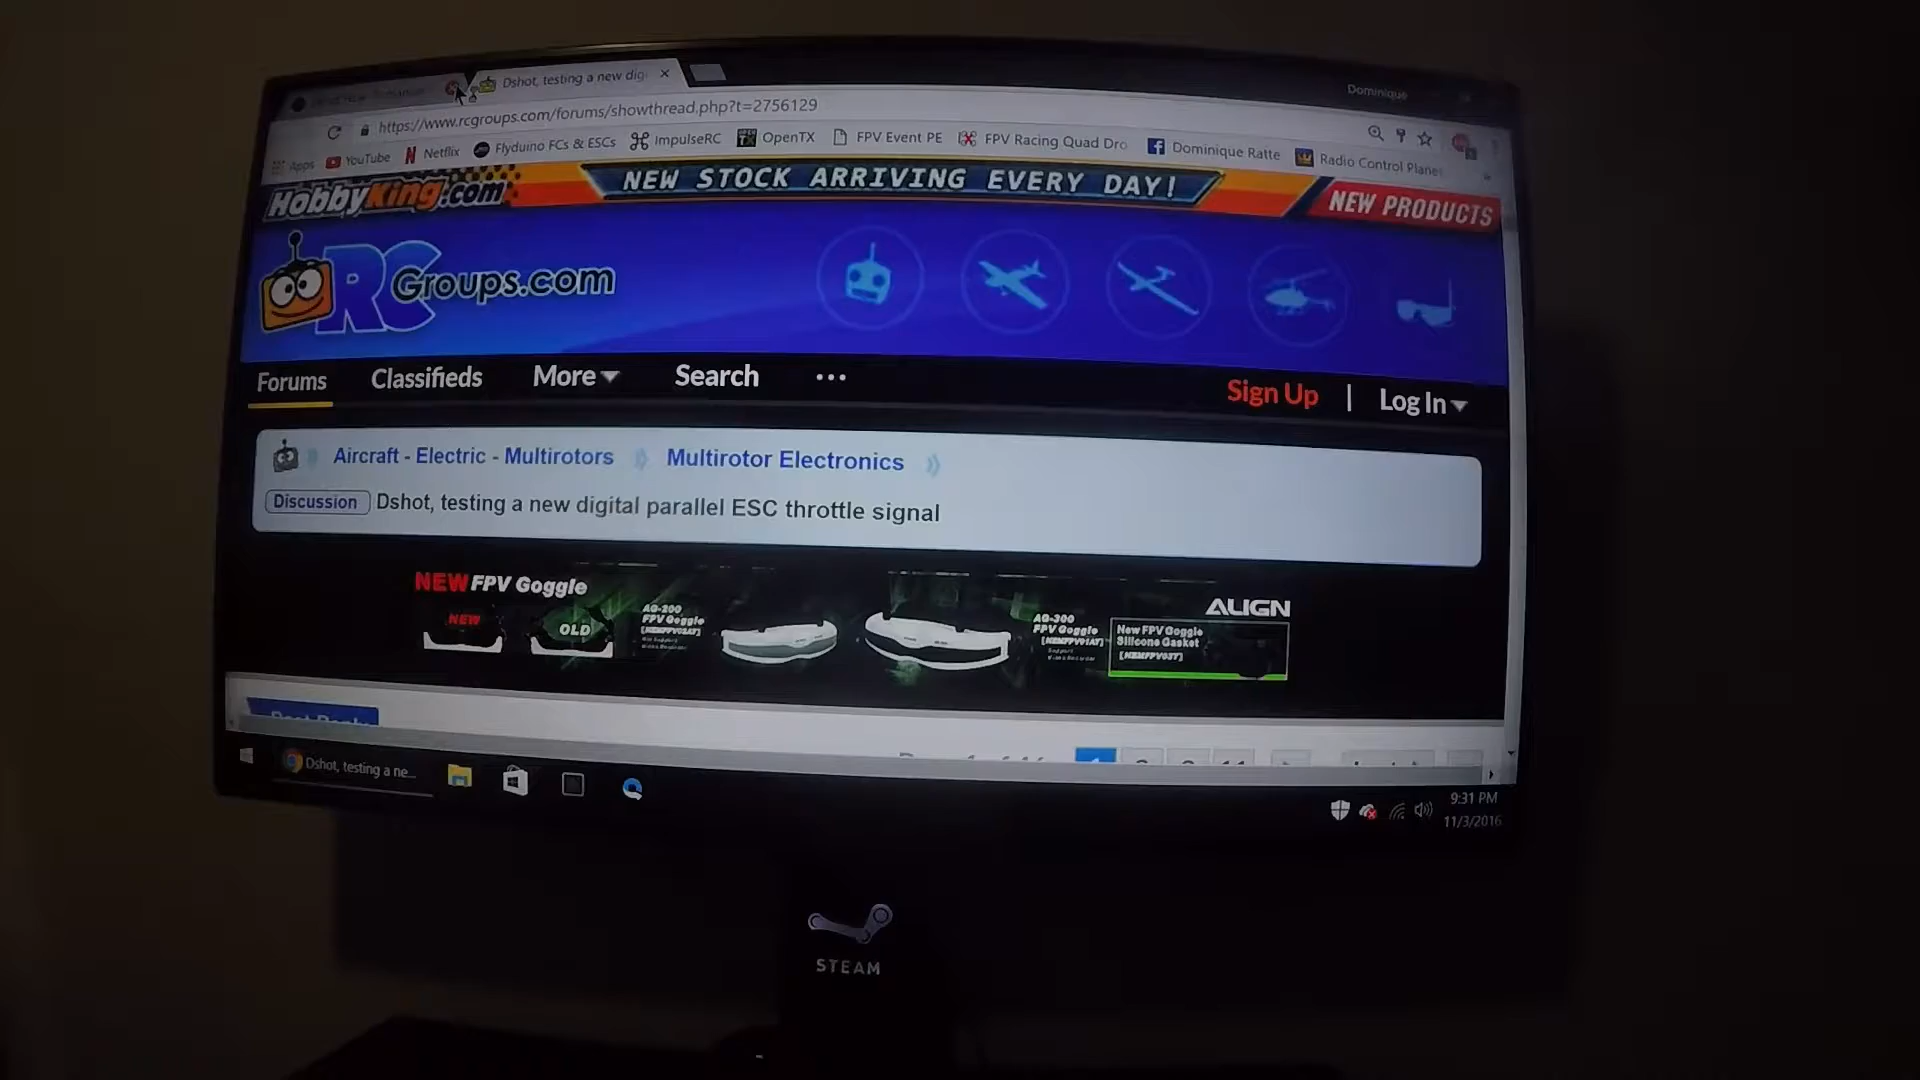 Dshot, testing a new dig
Dominique
https://www.rcgroups.com/forums/showthread.php?t=2756129
Apps YouTube Netflix Flyduino FCs & ESCs ImpulseRC OpenTX FPV Event PE FPV Racing Quad Dro Dominique Ratte Radio Control Plane
HobbyKing.com NEW STOCK ARRIVING EVERY DAY! NEW PRODUCTS
RCGroups.com
Forums Classifieds More Search ••• Sign Up | Log In
Aircraft - Electric - Multirotors Multirotor Electronics
Discussion Dshot, testing a new digital parallel ESC throttle signal
NEW FPV Goggle
NEW
OLD
AG-200
FPV Goggle
AG-300
FPV Goggle
ALIGN
New FPV Goggle
Silicone Gasket
Dshot, testing a ne...
9:31 PM
11/3/2016
STEAM